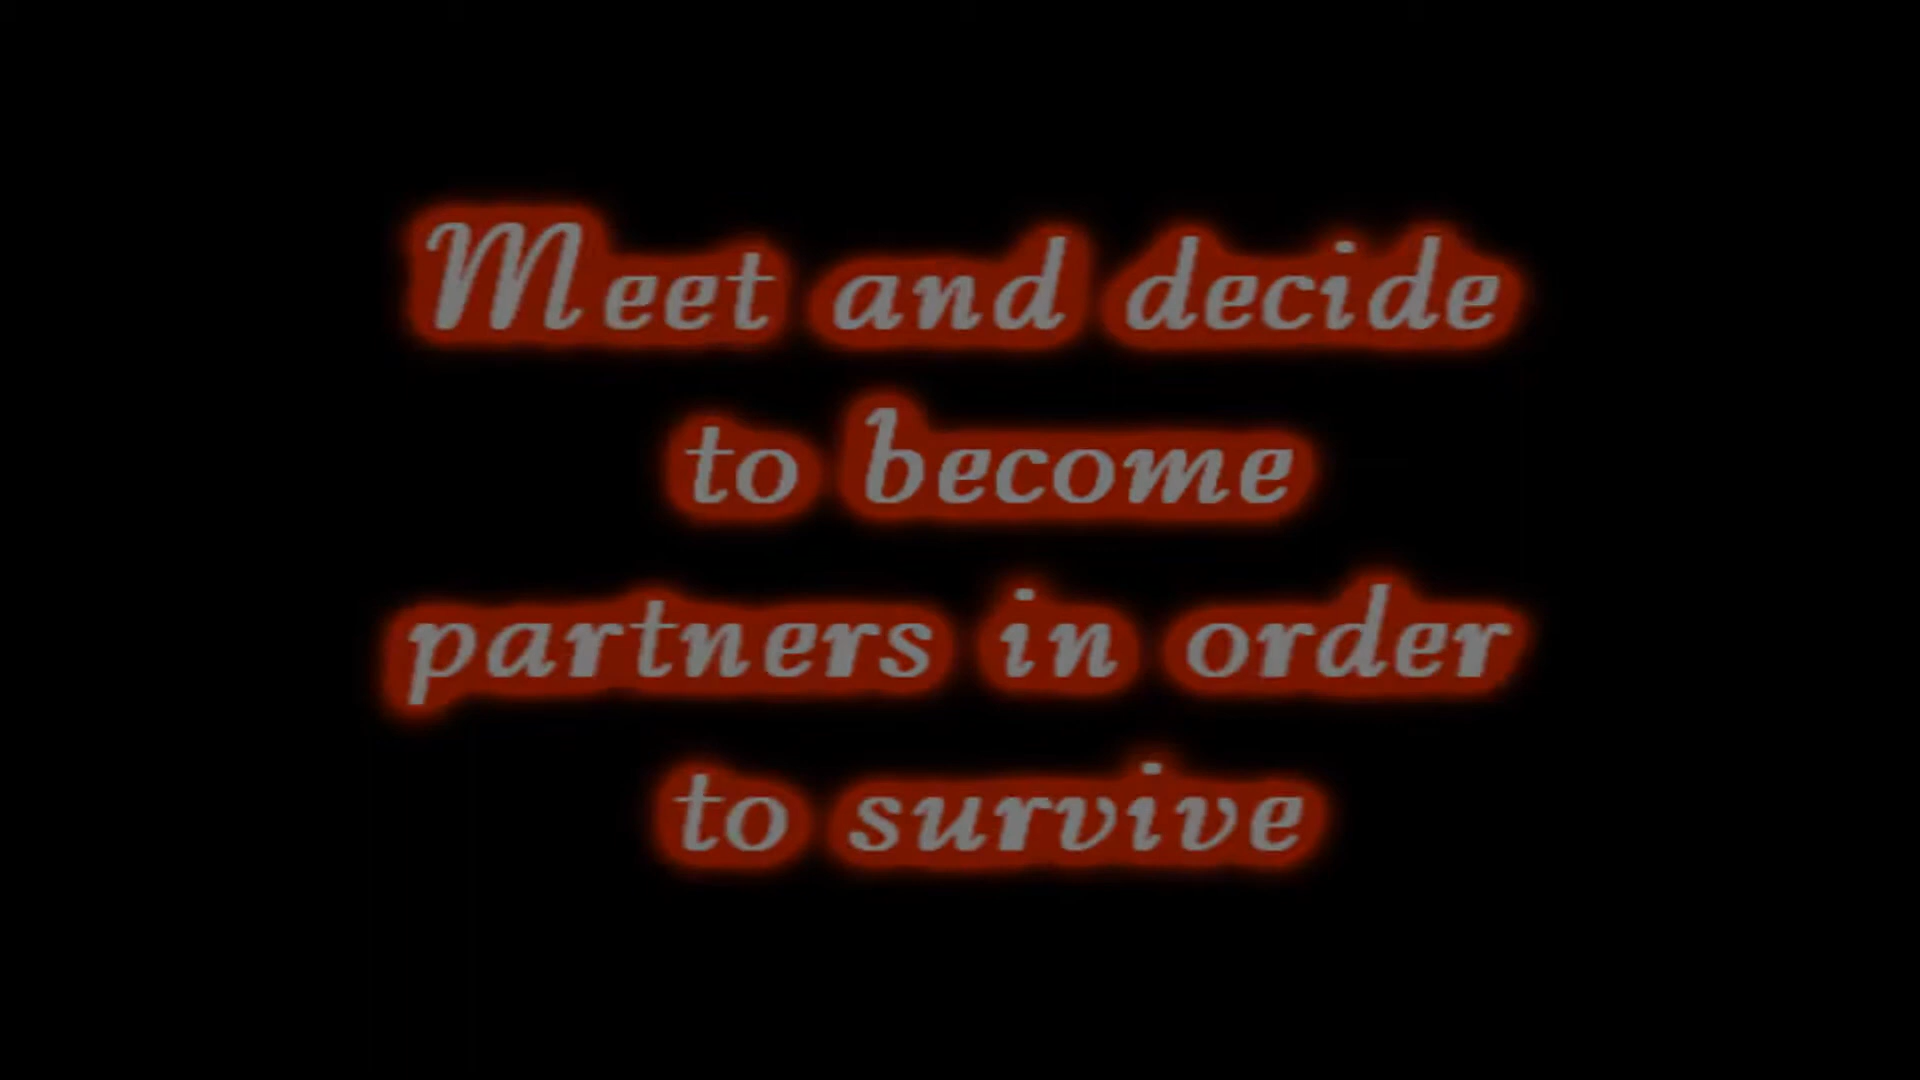 Meet and decide
to become
partners in order
to survive